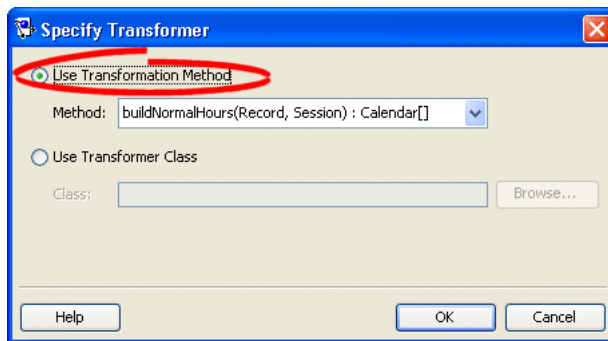 Specify Transformer
Use Transformation Method
Method: buildNormalHours(Record, Session) : Calendar[]
Use Transformer Class
Class: Browse...
Help OK Cancel